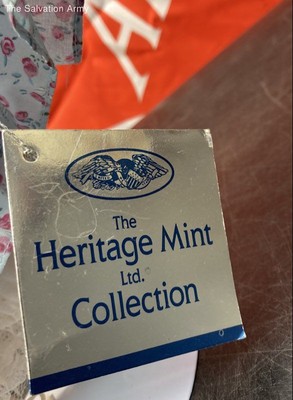 The Salvation Army
The
Heritage Mint
Ltd.
Collection